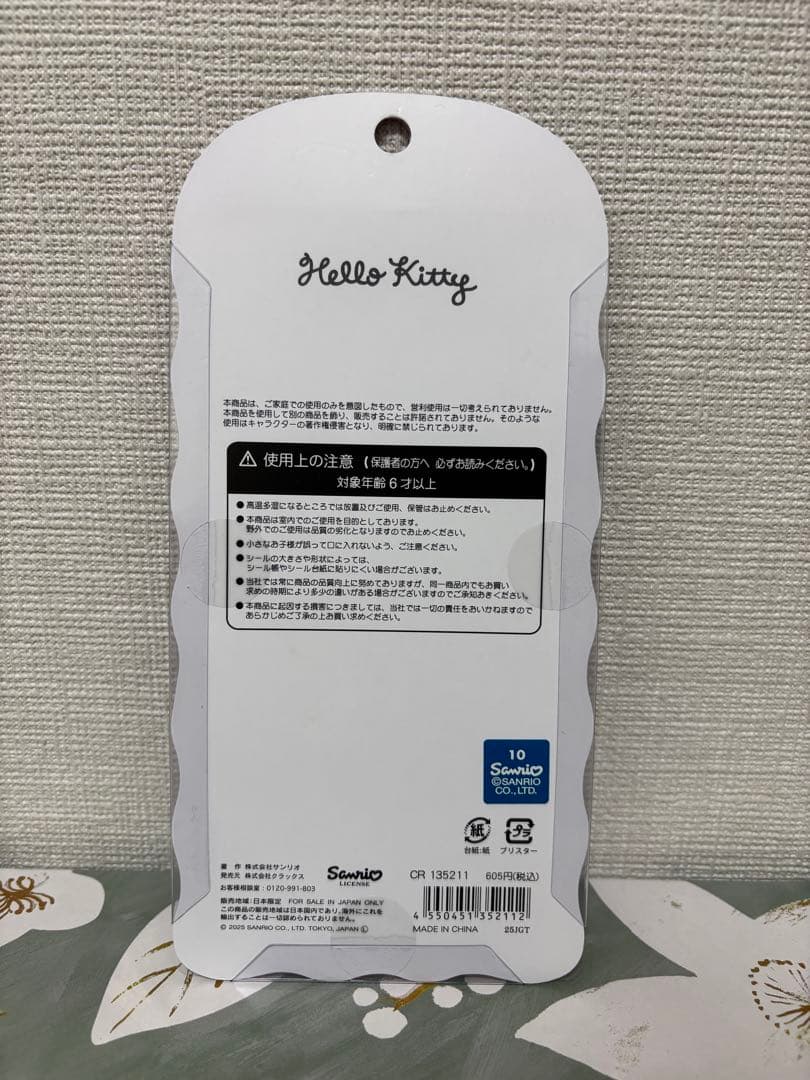 Hello Kitty
本商品は、ご家庭での使用のみを意図したもので、営利使用は一切考えられておりません。
本商品を使用して別の商品を飾り、販売することは許諾されておりません。そのような
使用はキャラクターの著作権侵害となり、明確に禁じられております。
使用上の注意 (保護者の方へ 必ずお読みください。)
対象年齢6才以上
●高温多湿になるところでは放置及びご使用、保管はお止めください。
●本商品は室内でのご使用を目的としております。
野外でのご使用は品質の劣化となりますのでお止めください。
●小さなお子様が誤って口に入れないよう、ご注意ください。
●シールの大きさや形状によっては、
シール帳やシール台紙に貼りにくい場合がございます。
●当社では常に商品の品質向上に努めておりますが、同一商品内でもお買い
求めの時期により多少の違いがある場合がございますのでご承知おきください。
●本商品に起因する損害につきましては、当社では一切の責任をおいかねますので
あらかじめご了承の上お買い求めください。
10
Sanrio
©SANRIO
CO., LTD.
紙 プラ
台紙:紙 ブリスター
著 作 株式会社サンリオ
発売元 株式会社クラックス
お客様相談室:0120-991-803
Sanrio
LICENSE
CR 135211 605円(税込)
4 550451 352112
販売地域:日本限定 FOR SALE IN JAPAN ONLY
この商品の販売地域は日本国内であり、海外にこれを
輸出することは一切認められておりません。
© 2025 SANRIO CO., LTD. TOKYO, JAPAN Ⓛ
MADE IN CHINA 25JGT